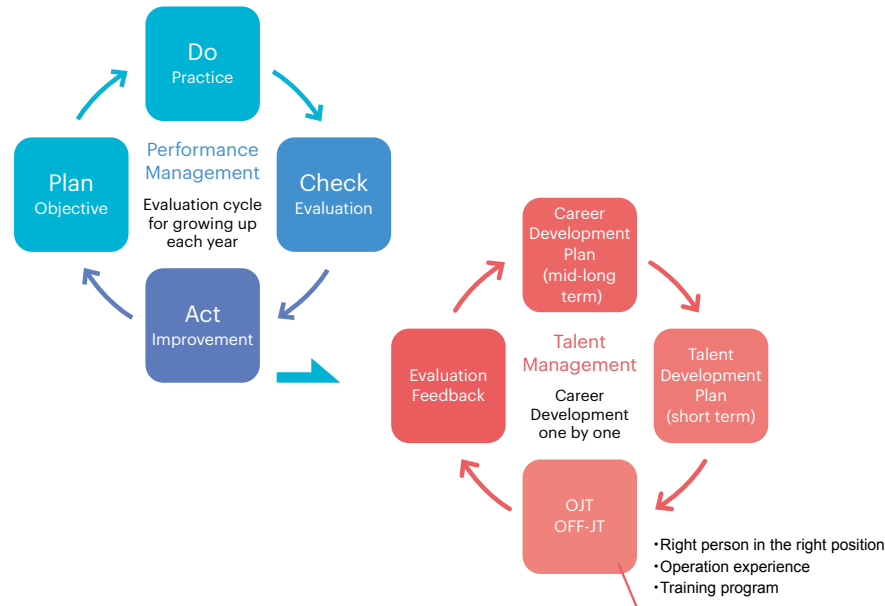 Do
Practice
Plan
Objective
Performance
Management
Evaluation cycle
for growing up
each year
Check
Evaluation
Act
Improvement
Career
Development
Plan
(mid-long
term)
Evaluation
Feedback
Talent
Management
Career
Development
one by one
Talent
Development
Plan
(short term)
OJT
OFF-JT
・Right person in the right position
・Operation experience
・Training program